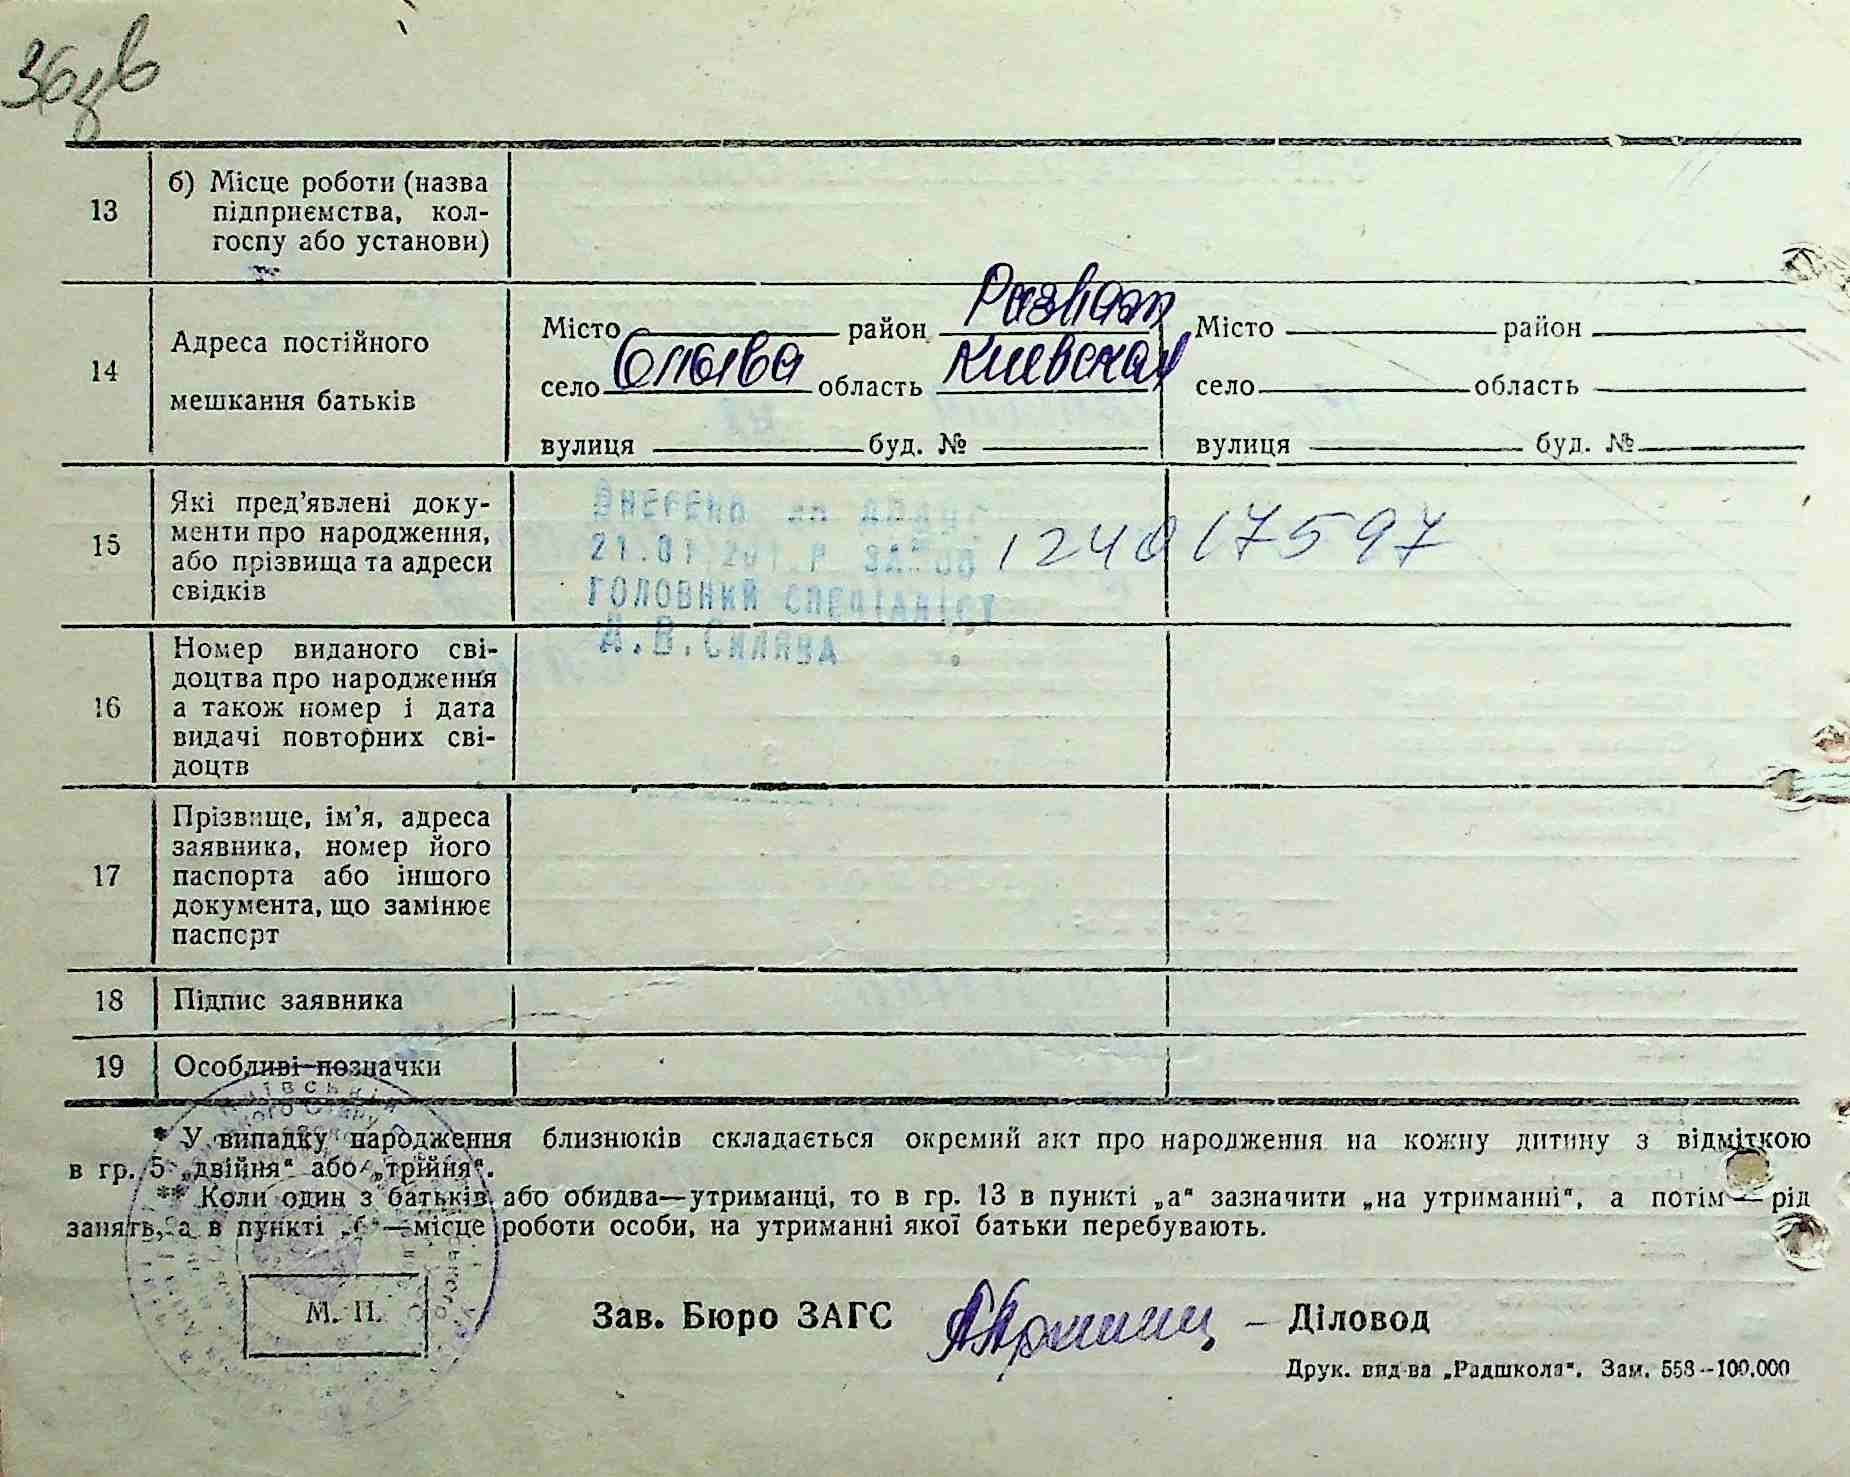 36зв
13
б) Місце роботи (назва
підприємства, кол-
госпу або установи)
14
Адреса постійного
мешкання батьків
Місто район Розваж
село Ольва область Киевская
вулиця буд. №
Місто район
село область
вулиця буд. №
15
Які пред'явлені доку-
менти про народження,
або прізвища та адреси
свідків
ВНЕСЕНО до ДРАЦС
21.01.201
ГОЛОВНИЙ СПЕЦІАЛІСТ
124017597
16
Номер виданого сві-
доцтва про народження
а також номер і дата
видачі повторних сві-
доцтв
17
Прізвище, ім'я, адреса
заявника, номер його
паспорта або іншого
документа, що замінює
паспорт
18
Підпис заявника
19
Особливі позначки
* У випадку народження близнюків складається окремий акт про народження на кожну дитину з відміткою
в гр. 5 „двійня“ або „трійня“.
** Коли один з батьків або обидва—утриманці, то в гр. 13 в пункті „а“ зазначити „на утриманні“, а потім—рід
занять, а в пункті „б“—місце роботи особи, на утриманні якої батьки перебувають.
М. П.
Зав. Бюро ЗАГС
Діловод
Друк. вид-ва „Радшкола“. Зам. 558—100.000